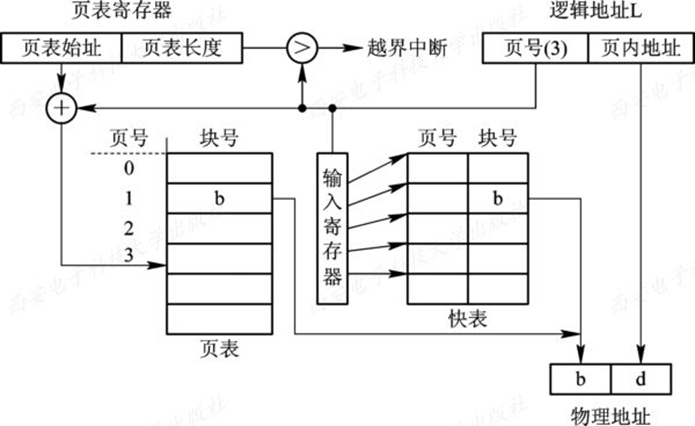 页表寄存器
逻辑地址L
页表始址 页表长度
>
越界中断
页号(3) 页内地址
+
页号 块号
0
1 b
2
3
页表
输入寄存器
页号 块号
b
快表
b d
物理地址
西安电子科技大学出版社